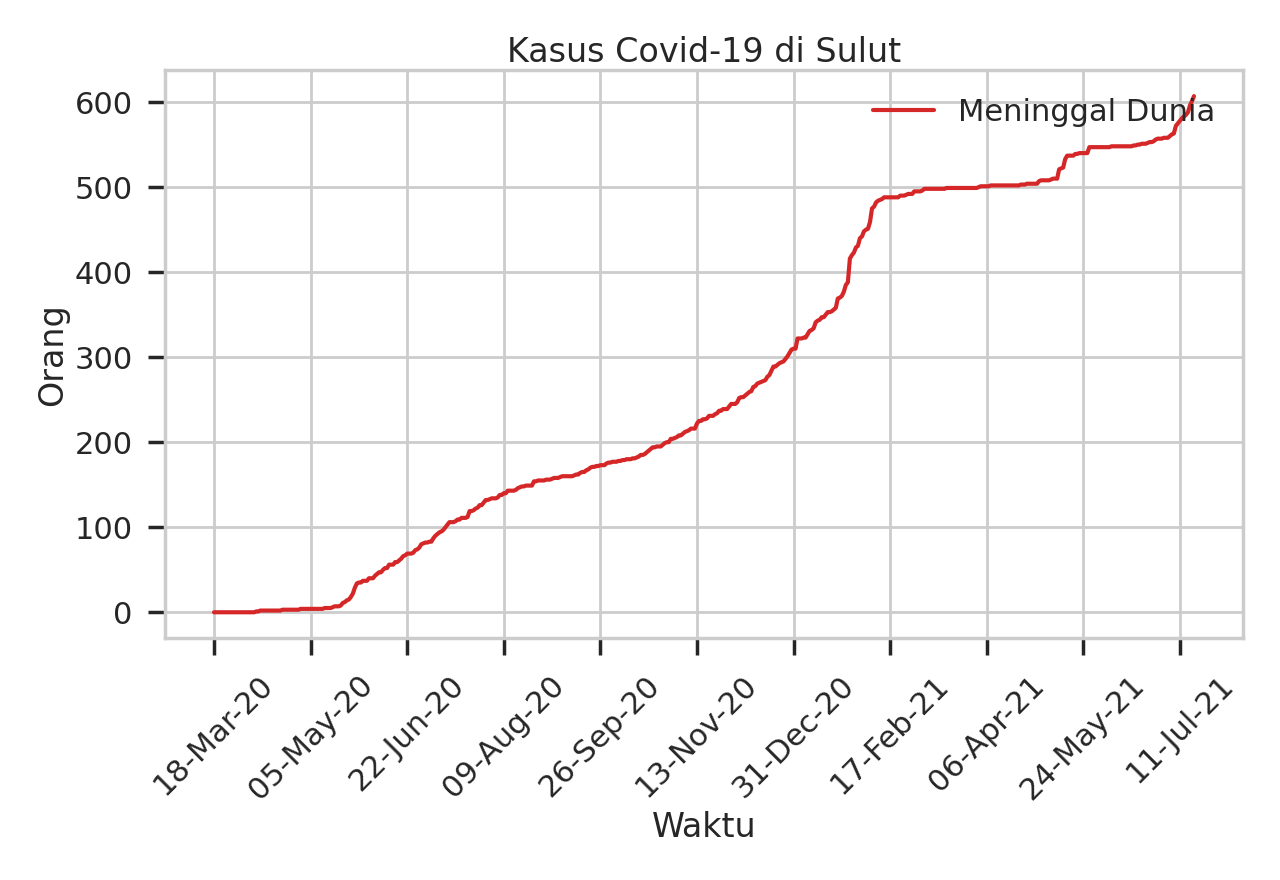 Kasus Covid-19 di Sulut
Meninggal Dunia
Orang
600
500
400
300
200
100
0
18-Mar-20
05-May-20
22-Jun-20
09-Aug-20
26-Sep-20
13-Nov-20
31-Dec-20
17-Feb-21
06-Apr-21
24-May-21
11-Jul-21
Waktu